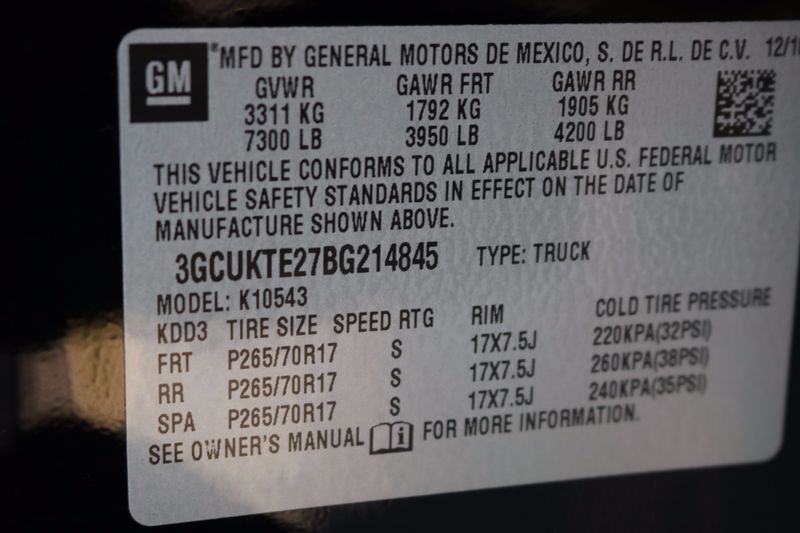 GM
MFD BY GENERAL MOTORS DE MEXICO, S. DE R.L. DE C.V.
GVWR GAWR FRT GAWR RR
3311 KG 1792 KG 1905 KG
7300 LB 3950 LB 4200 LB
THIS VEHICLE CONFORMS TO ALL APPLICABLE U.S. FEDERAL MOTOR
VEHICLE SAFETY STANDARDS IN EFFECT ON THE DATE OF
MANUFACTURE SHOWN ABOVE.
3GCUKTE27BG214845 TYPE: TRUCK
MODEL: K10543
KDD3 TIRE SIZE SPEED RTG RIM COLD TIRE PRESSURE
FRT P265/70R17 S 17X7.5J 220KPA(32PSI)
RR P265/70R17 S 17X7.5J 260KPA(38PSI)
SPA P265/70R17 S 17X7.5J 240KPA(35PSI)
SEE OWNER'S MANUAL i FOR MORE INFORMATION.